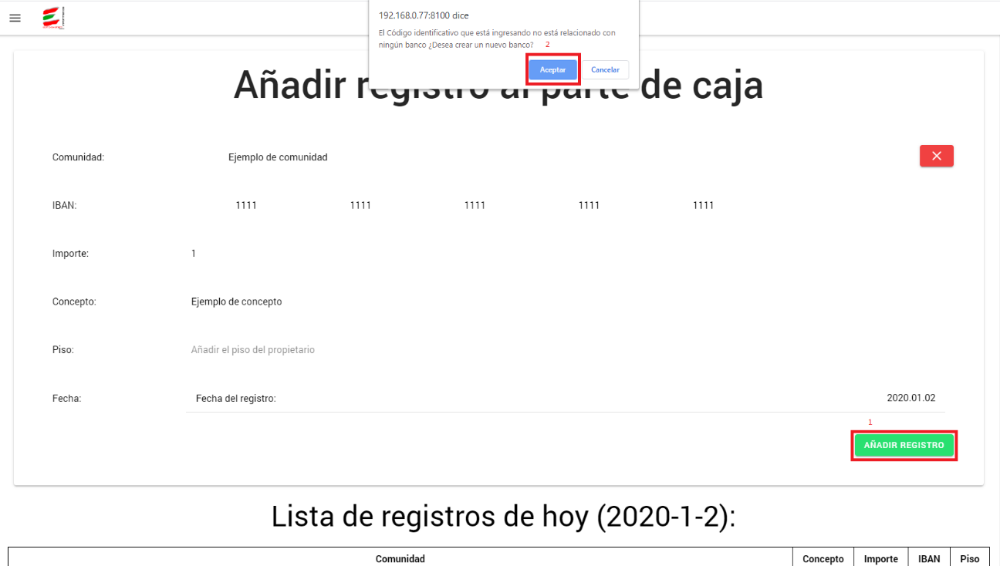 192.168.0.77:8100 dice
El Código identificativo que está ingresando no está relacionado con
ningún banco ¿Desea crear un nuevo banco? 2
Aceptar Cancelar
Añadir registro al parte de caja
Comunidad: Ejemplo de comunidad
IBAN: 1111 1111 1111 1111 1111
Importe: 1
Concepto: Ejemplo de concepto
Piso: Añadir el piso del propietario
Fecha: Fecha del registro: 2020.01.02
1
AÑADIR REGISTRO
Lista de registros de hoy (2020-1-2):
Comunidad Concepto Importe IBAN Piso